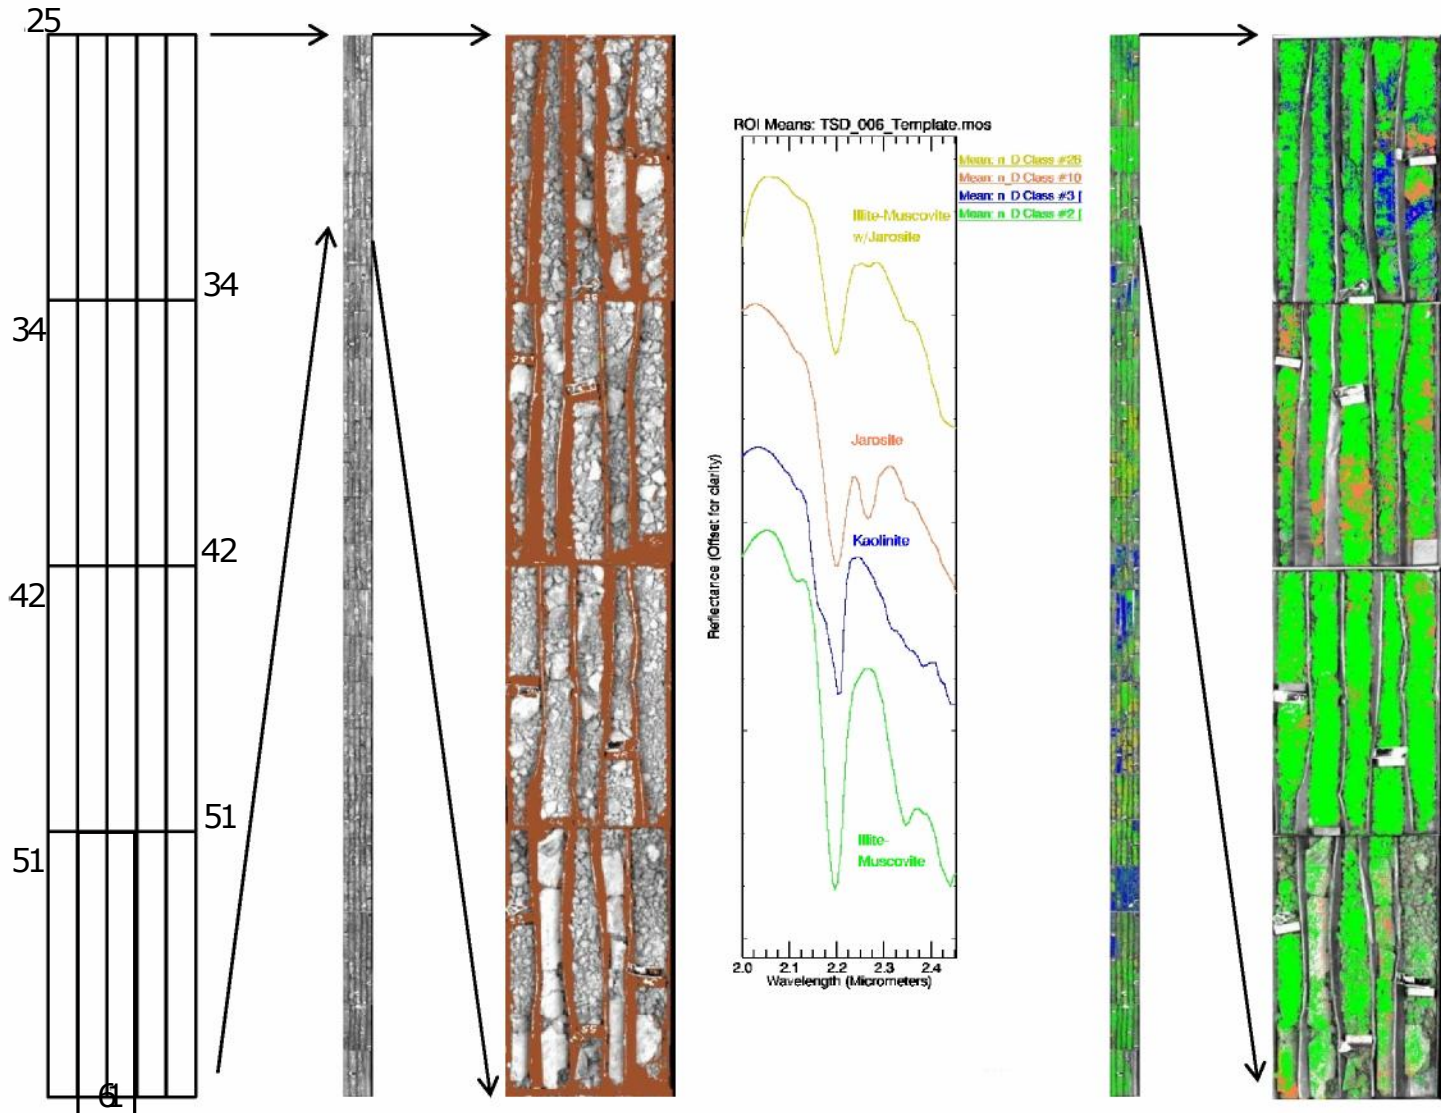 .25
34
34
42
42
51
51
61
ROI Means: TSD_006_Template.mos
Mean: n_D Class #26
Mean: n_D Class #10
Mean: n_D Class #3 [
Mean: n_D Class #2 [
Illite-Muscovite
w/Jarosite
Jarosite
Kaolinite
Illite-
Muscovite
Reflectance (Offset for clarity)
2.0 2.1 2.2 2.3 2.4
Wavelength (Micrometers)